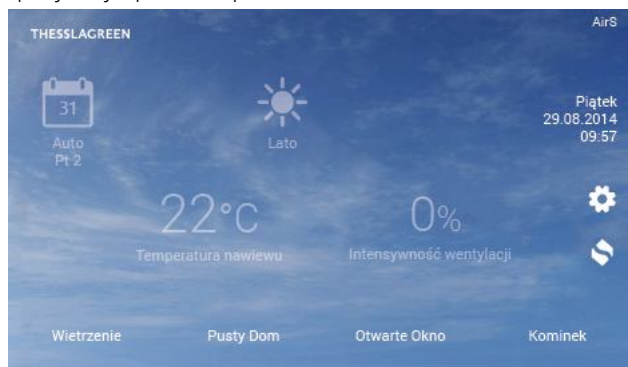 AirS
THESSLAGREEN
31
Auto
Pt 2
Lato
Piątek
29.08.2014
09:57
22°C
Temperatura nawiewu
0%
Intensywność wentylacji
Wietrzenie
Pusty Dom
Otwarte Okno
Kominek